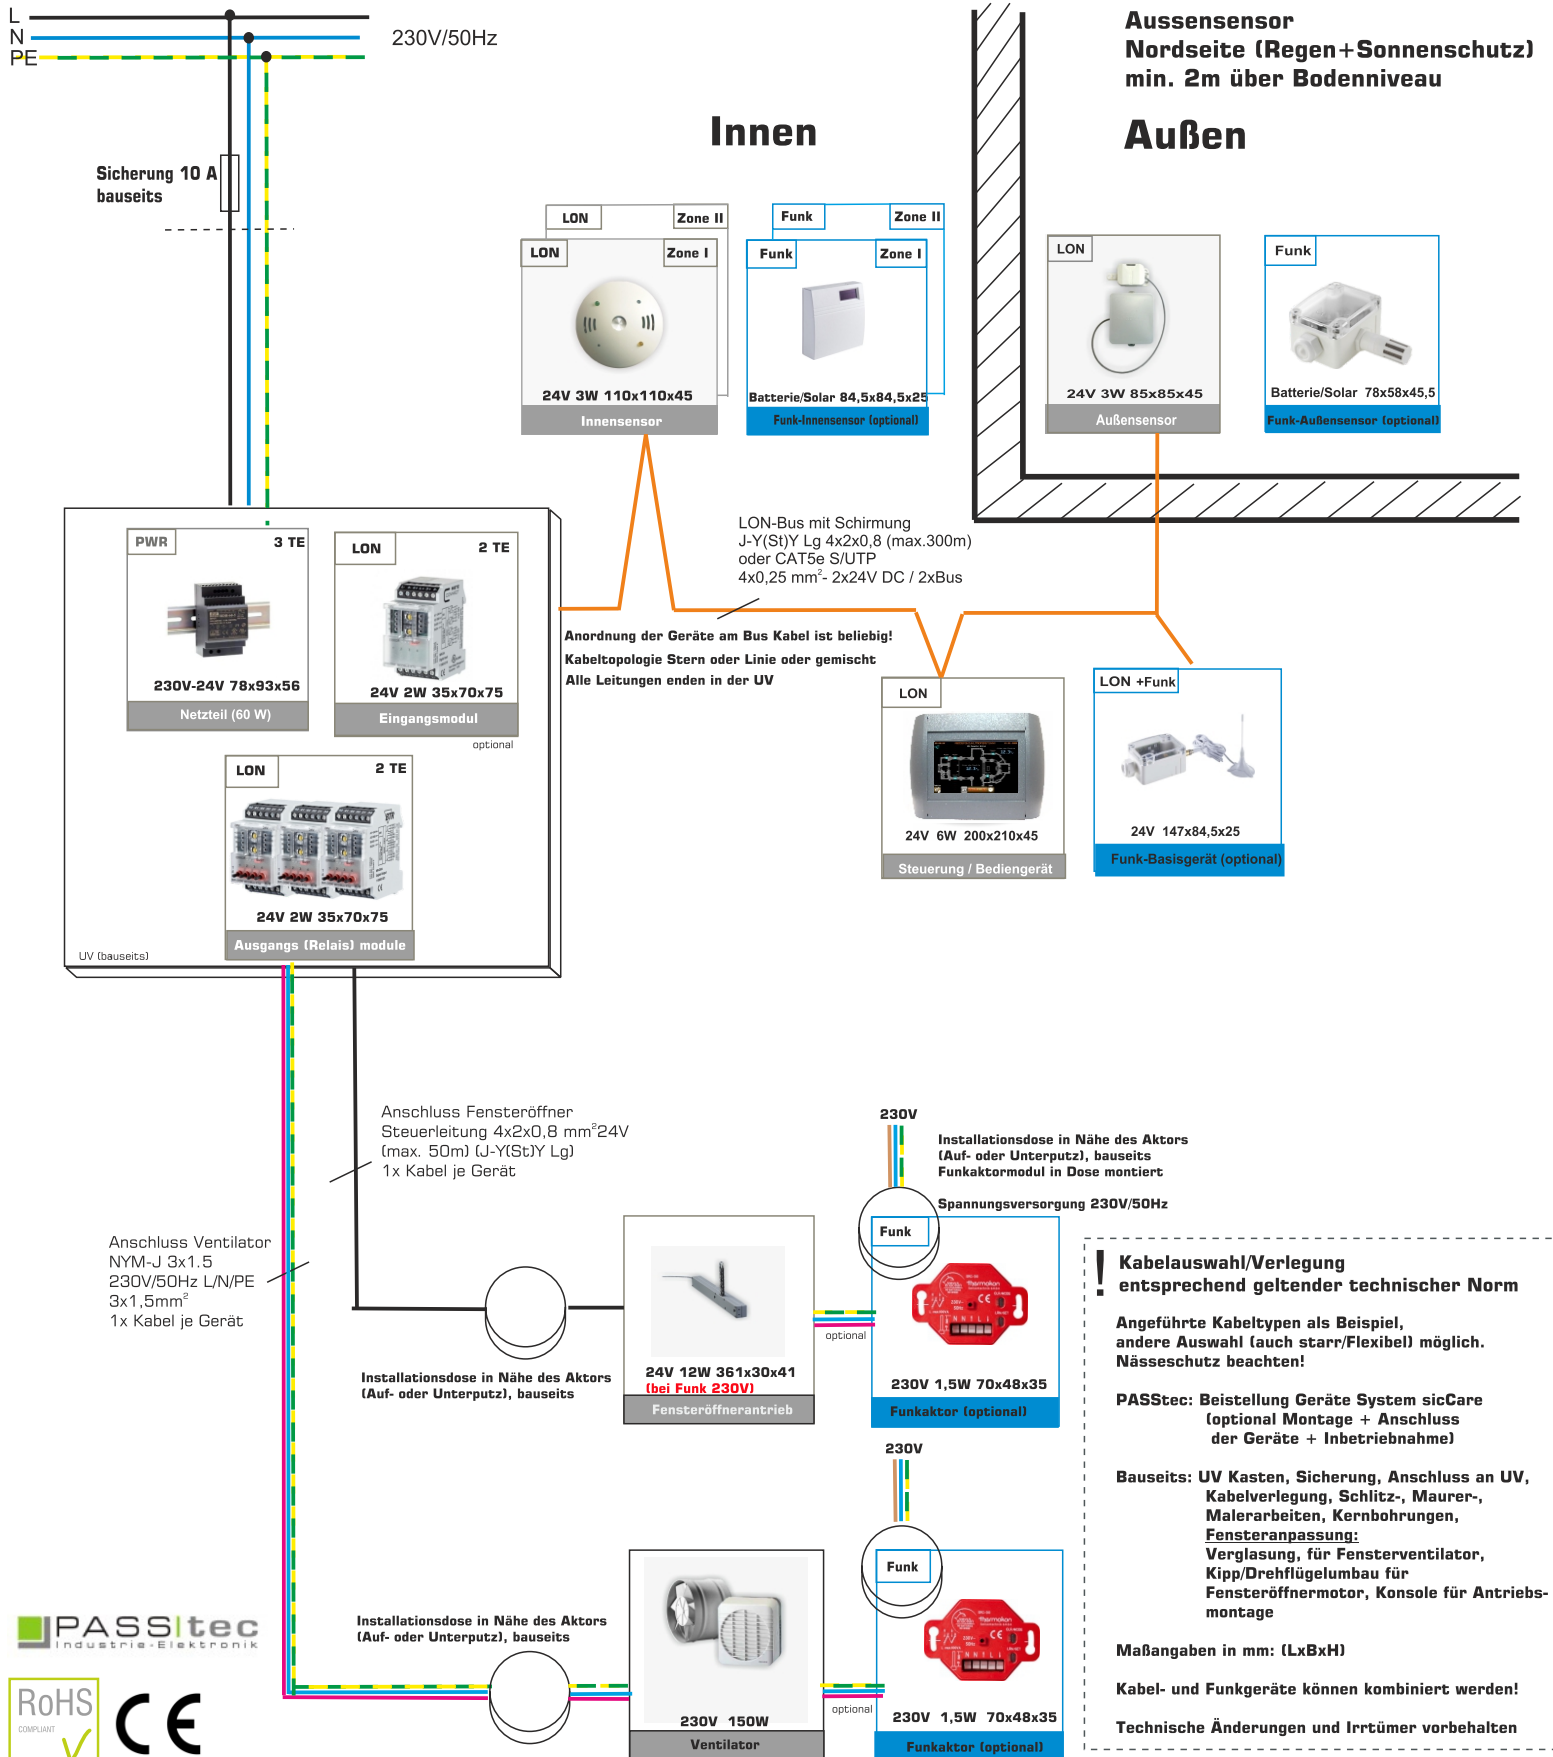 L
N
PE
230V/50Hz
Sicherung 10 A
bauseits
Innen
Aussensensor
Nordseite (Regen+Sonnenschutz)
min. 2m über Bodenniveau
Außen
LON
Zone II
LON
Zone I
24V 3W 110x110x45
Innensensor
Funk
Zone II
Funk
Zone I
Batterie/Solar 84,5x84,5x25
Funk-Innensensor (optional)
LON
24V 3W 85x85x45
Außensensor
Funk
Batterie/Solar 78x58x45,5
Funk-Außensensor (optional)
PWR
3 TE
230V-24V 78x93x56
Netzteil (60 W)
LON
2 TE
24V 2W 35x70x75
Eingangsmodul
optional
LON
2 TE
24V 2W 35x70x75
Ausgangs (Relais) module
UV (bauseits)
LON-Bus mit Schirmung
J-Y(St)Y Lg 4x2x0,8 (max.300m)
oder CAT5e S/UTP
4x0,25 mm²- 2x24V DC / 2xBus
Anordnung der Geräte am Bus Kabel ist beliebig!
Kabeltopologie Stern oder Linie oder gemischt
Alle Leitungen enden in der UV
LON
24V 6W 200x210x45
Steuerung / Bediengerät
LON +Funk
24V 147x84,5x25
Funk-Basisgerät (optional)
Anschluss Fensteröffner
Steuerleitung 4x2x0,8 mm²24V
(max. 50m) (J-Y(St)Y Lg)
1x Kabel je Gerät
Anschluss Ventilator
NYM-J 3x1.5
230V/50Hz L/N/PE
3x1,5mm²
1x Kabel je Gerät
Installationsdose in Nähe des Aktors
(Auf- oder Unterputz), bauseits
24V 12W 361x30x41
(bei Funk 230V)
Fensteröffnerantrieb
optional
230V
Installationsdose in Nähe des Aktors
(Auf- oder Unterputz), bauseits
Funkaktormodul in Dose montiert
Spannungsversorgung 230V/50Hz
Funk
thermokon
N N 1 L I
230V 1,5W 70x48x35
Funkaktor (optional)
Installationsdose in Nähe des Aktors
(Auf- oder Unterputz), bauseits
230V 150W
Ventilator
optional
230V
Funk
thermokon
N N 1 L I
230V 1,5W 70x48x35
Funkaktor (optional)
! Kabelauswahl/Verlegung
entsprechend geltender technischer Norm
Angeführte Kabeltypen als Beispiel,
andere Auswahl (auch starr/Flexibel) möglich.
Nässeschutz beachten!
PASStec: Beistellung Geräte System sicCare
(optional Montage + Anschluss
der Geräte + Inbetriebnahme)
Bauseits: UV Kasten, Sicherung, Anschluss an UV,
Kabelverlegung, Schlitz-, Maurer-,
Malerarbeiten, Kernbohrungen,
Fensteranpassung:
Verglasung, für Fensterventilator,
Kipp/Drehflügelumbau für
Fensteröffnermotor, Konsole für Antriebs-
montage
Maßangaben in mm: (LxBxH)
Kabel- und Funkgeräte können kombiniert werden!
Technische Änderungen und Irrtümer vorbehalten
PASStec
Industrie-Elektronik
RoHS
COMPLIANT
CE